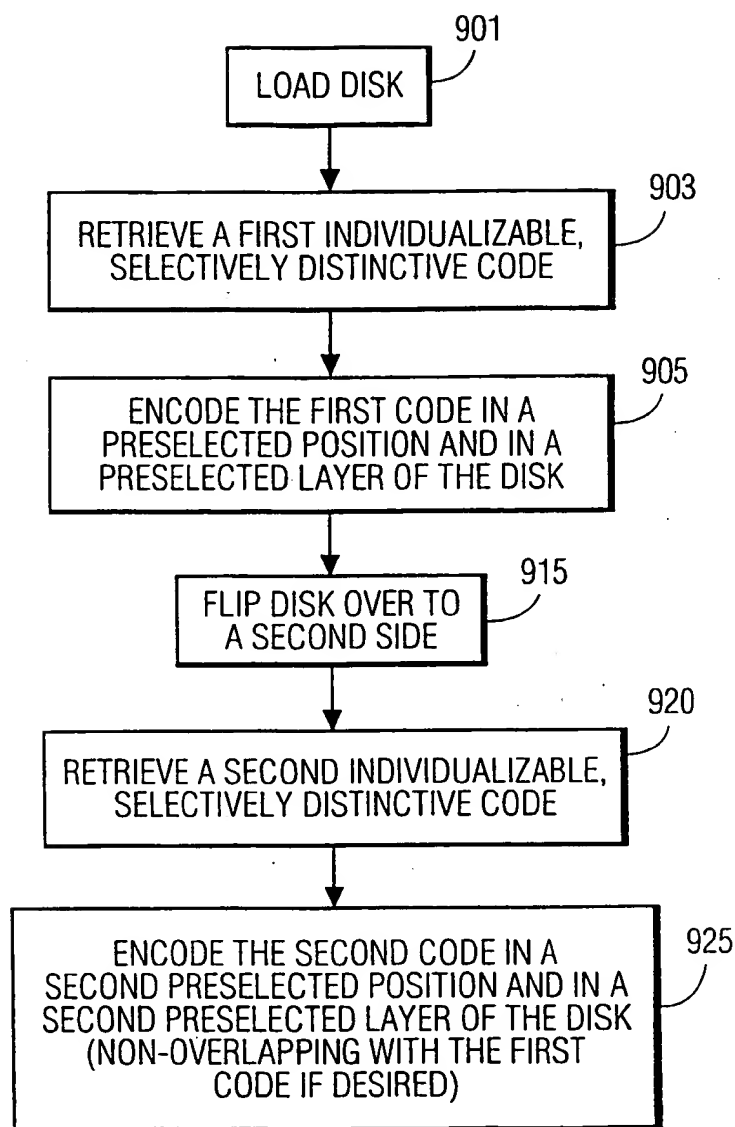 901
LOAD DISK
903
RETRIEVE A FIRST INDIVIDUALIZABLE,
SELECTIVELY DISTINCTIVE CODE
905
ENCODE THE FIRST CODE IN A
PRESELECTED POSITION AND IN A
PRESELECTED LAYER OF THE DISK
915
FLIP DISK OVER TO
A SECOND SIDE
920
RETRIEVE A SECOND INDIVIDUALIZABLE,
SELECTIVELY DISTINCTIVE CODE
925
ENCODE THE SECOND CODE IN A
SECOND PRESELECTED POSITION AND IN A
SECOND PRESELECTED LAYER OF THE DISK
(NON-OVERLAPPING WITH THE FIRST
CODE IF DESIRED)